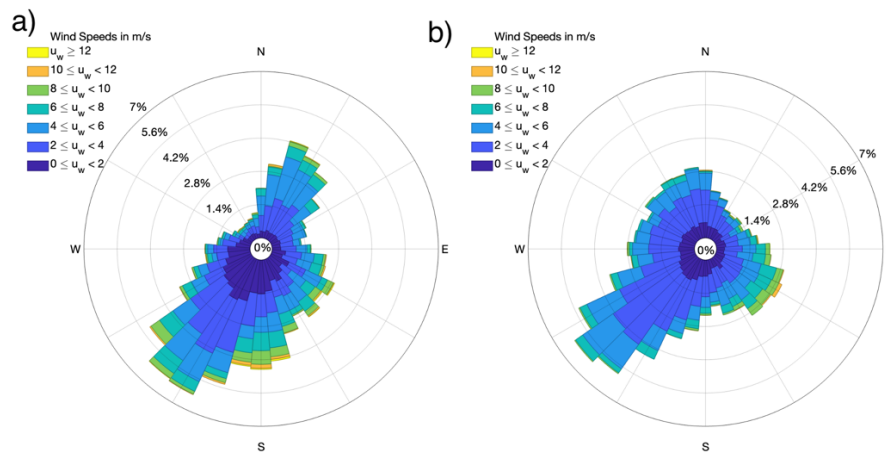 a)
Wind Speeds in m/s
u_w ≥ 12
10 ≤ u_w < 12
8 ≤ u_w < 10
6 ≤ u_w < 8
4 ≤ u_w < 6
2 ≤ u_w < 4
0 ≤ u_w < 2
N
7%
5.6%
4.2%
2.8%
1.4%
0%
W
E
S
b)
Wind Speeds in m/s
u_w ≥ 12
10 ≤ u_w < 12
8 ≤ u_w < 10
6 ≤ u_w < 8
4 ≤ u_w < 6
2 ≤ u_w < 4
0 ≤ u_w < 2
N
7%
5.6%
4.2%
2.8%
1.4%
0%
W
S